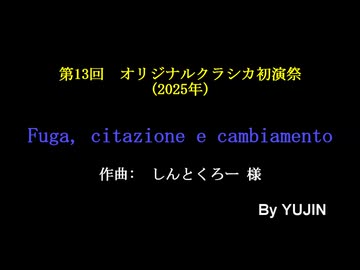 第13回　オリジナルクラシカ初演祭
(2025年)
Fuga, citazione e cambiamento
作曲:　しんとくろー 様
By YUJIN